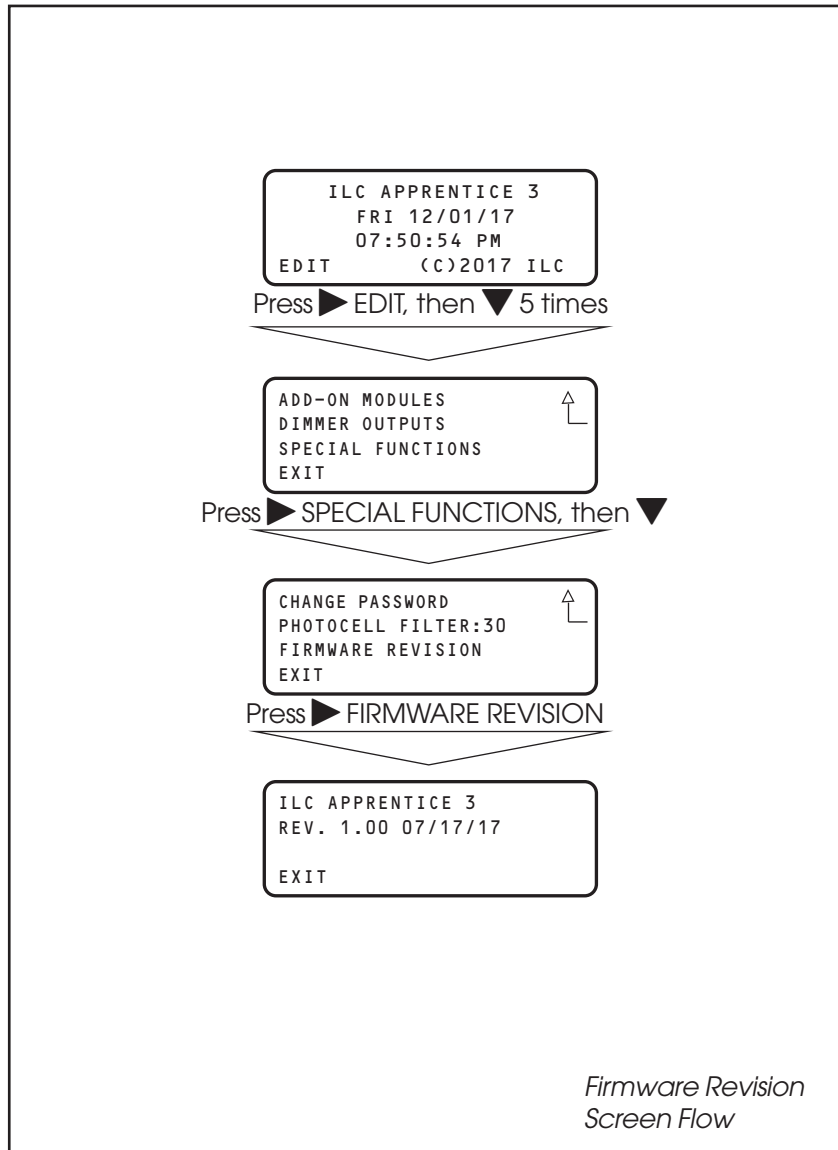 ILC APPRENTICE 3
FRI 12/01/17
07:50:54 PM
EDIT (C)2017 ILC
Press ▶ EDIT, then ▼ 5 times
ADD-ON MODULES
DIMMER OUTPUTS
SPECIAL FUNCTIONS
EXIT
Press ▶ SPECIAL FUNCTIONS, then ▼
CHANGE PASSWORD
PHOTOCELL FILTER:30
FIRMWARE REVISION
EXIT
Press ▶ FIRMWARE REVISION
ILC APPRENTICE 3
REV. 1.00 07/17/17
EXIT
Firmware Revision
Screen Flow